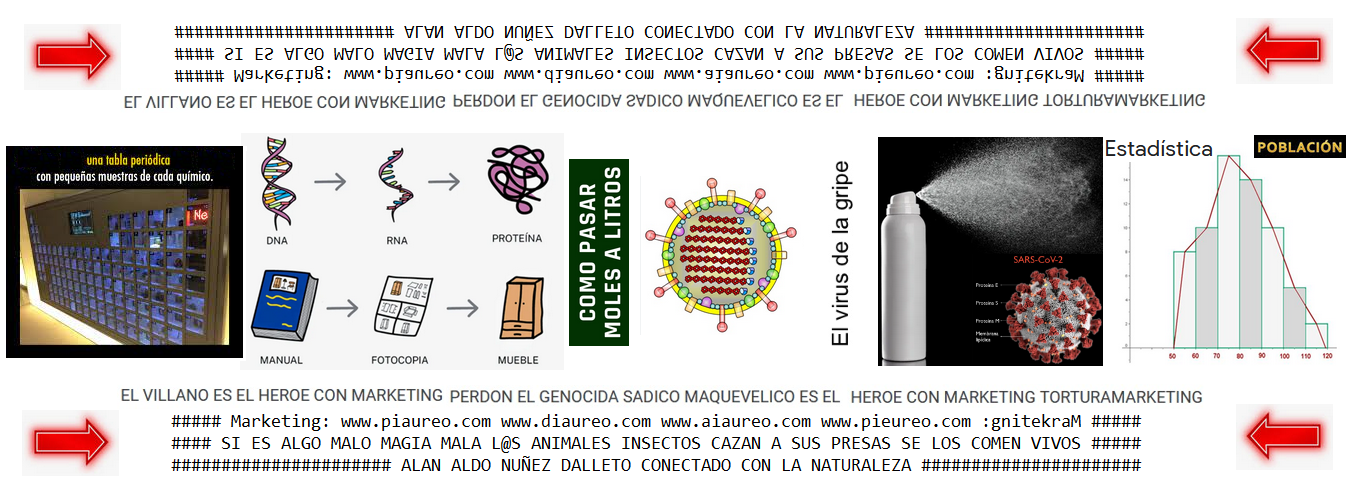 ####################### ALAN ALDO NUÑEZ DALLETO CONECTADO CON LA NATURALEZA #######################
#### SI ES ALGO MALO MAGIA MALA L@S ANIMALES INSECTOS CAZAN A SUS PRESAS SE LOS COMEN VIVOS #####
##### Marketing: www.piaureo.com www.diaureo.com www.aiaureo.com www.pieureo.com :gnitekraM #####
EL VILLANO ES EL HEROE CON MARKETING PERDON EL GENOCIDA SADICO MAQUEVELICO ES EL HEROE CON MARKETING TORTURAMARKETING
una tabla periódica
con pequeñas muestras de cada químico.
Ne
DNA
RNA
PROTEÍNA
MANUAL
FOTOCOPIA
MUEBLE
COMO PASAR
MOLES A LITROS
El virus de la gripe
SARS-CoV-2
Proteína E
Proteína S
Proteína M
Membrana
lipídica
Estadística
POBLACIÓN
14
12
10
8
6
4
2
0
50 60 70 80 90 100 110 120
EL VILLANO ES EL HEROE CON MARKETING PERDON EL GENOCIDA SADICO MAQUEVELICO ES EL HEROE CON MARKETING TORTURAMARKETING
##### Marketing: www.piaureo.com www.diaureo.com www.aiaureo.com www.pieureo.com :gnitekraM #####
#### SI ES ALGO MALO MAGIA MALA L@S ANIMALES INSECTOS CAZAN A SUS PRESAS SE LOS COMEN VIVOS #####
####################### ALAN ALDO NUÑEZ DALLETO CONECTADO CON LA NATURALEZA #######################